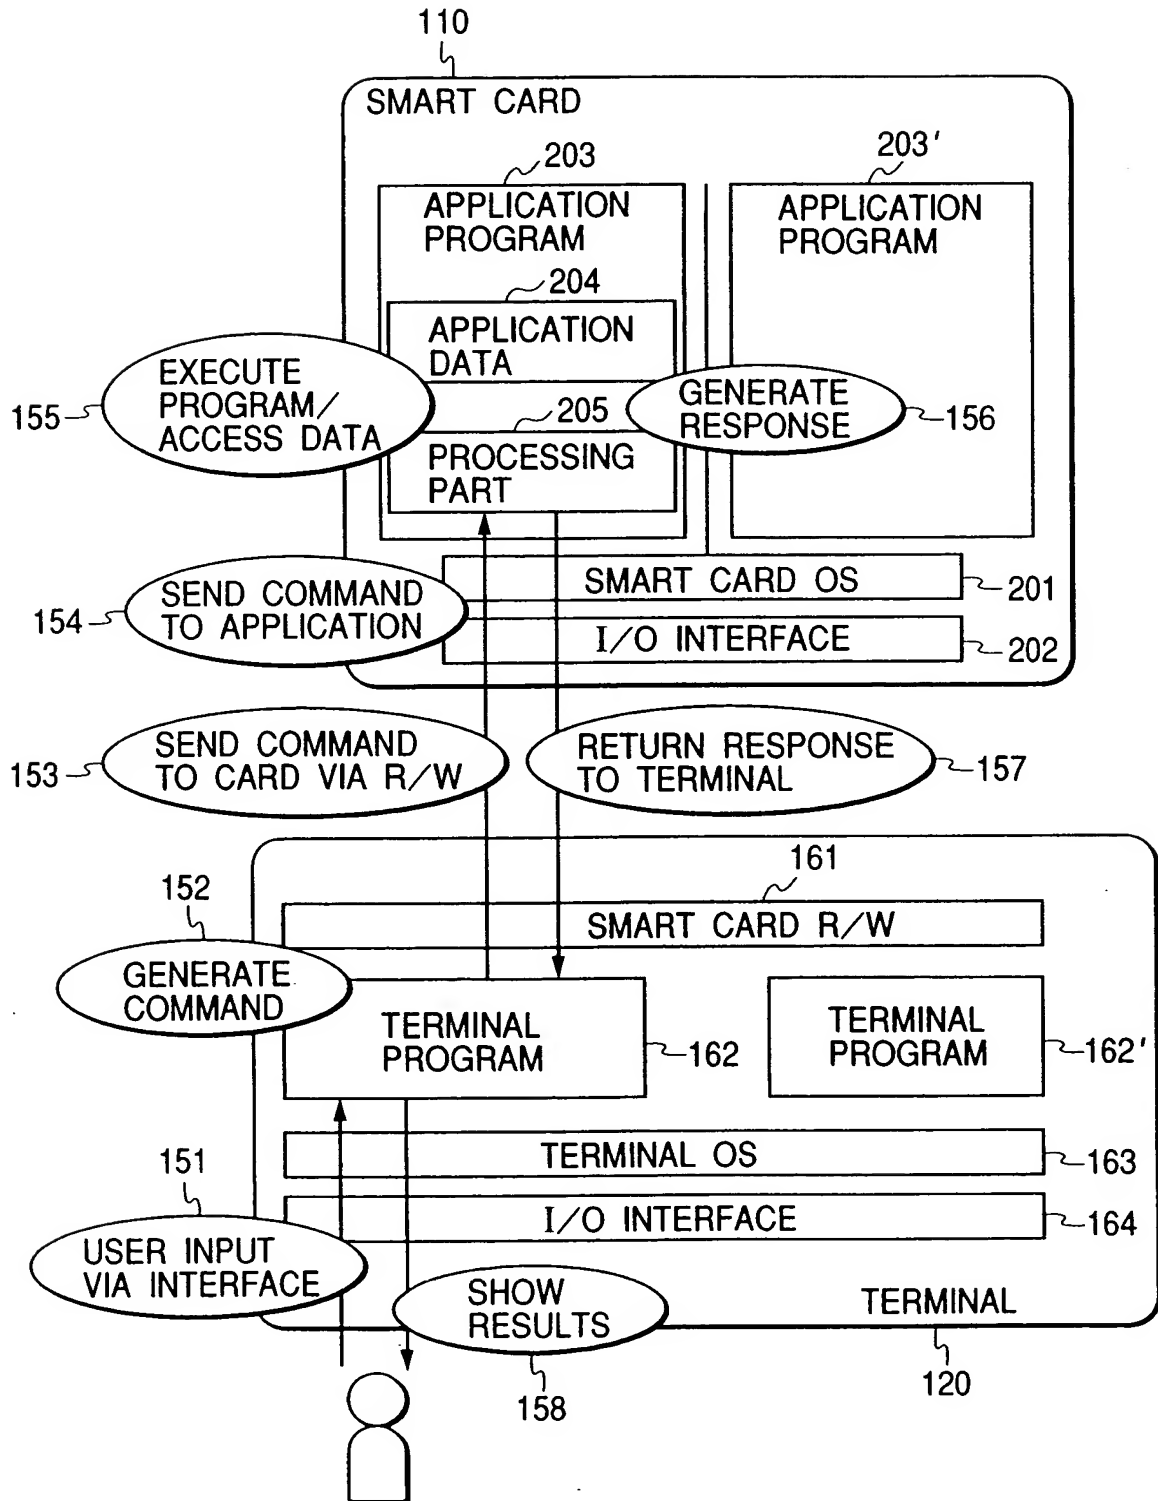 110
SMART CARD
203
203'
APPLICATION
PROGRAM
APPLICATION
PROGRAM
204
APPLICATION
DATA
EXECUTE
PROGRAM/
ACCESS DATA
155
205
GENERATE
RESPONSE
156
PROCESSING
PART
SMART CARD OS
201
SEND COMMAND
TO APPLICATION
154
I/O INTERFACE
202
SEND COMMAND
TO CARD VIA R/W
153
RETURN RESPONSE
TO TERMINAL
157
161
152
SMART CARD R/W
GENERATE
COMMAND
TERMINAL
PROGRAM
162
TERMINAL
PROGRAM
162'
TERMINAL OS
163
151
I/O INTERFACE
164
USER INPUT
VIA INTERFACE
SHOW
RESULTS
158
TERMINAL
120